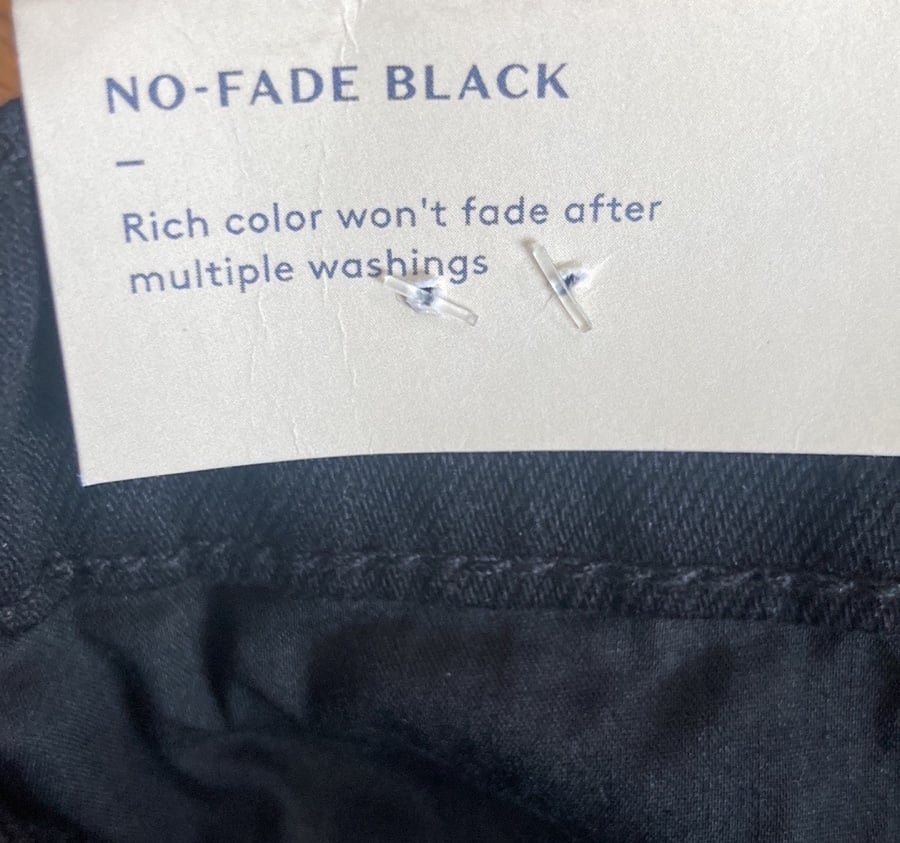 NO-FADE BLACK
–
Rich color won't fade after
multiple washings